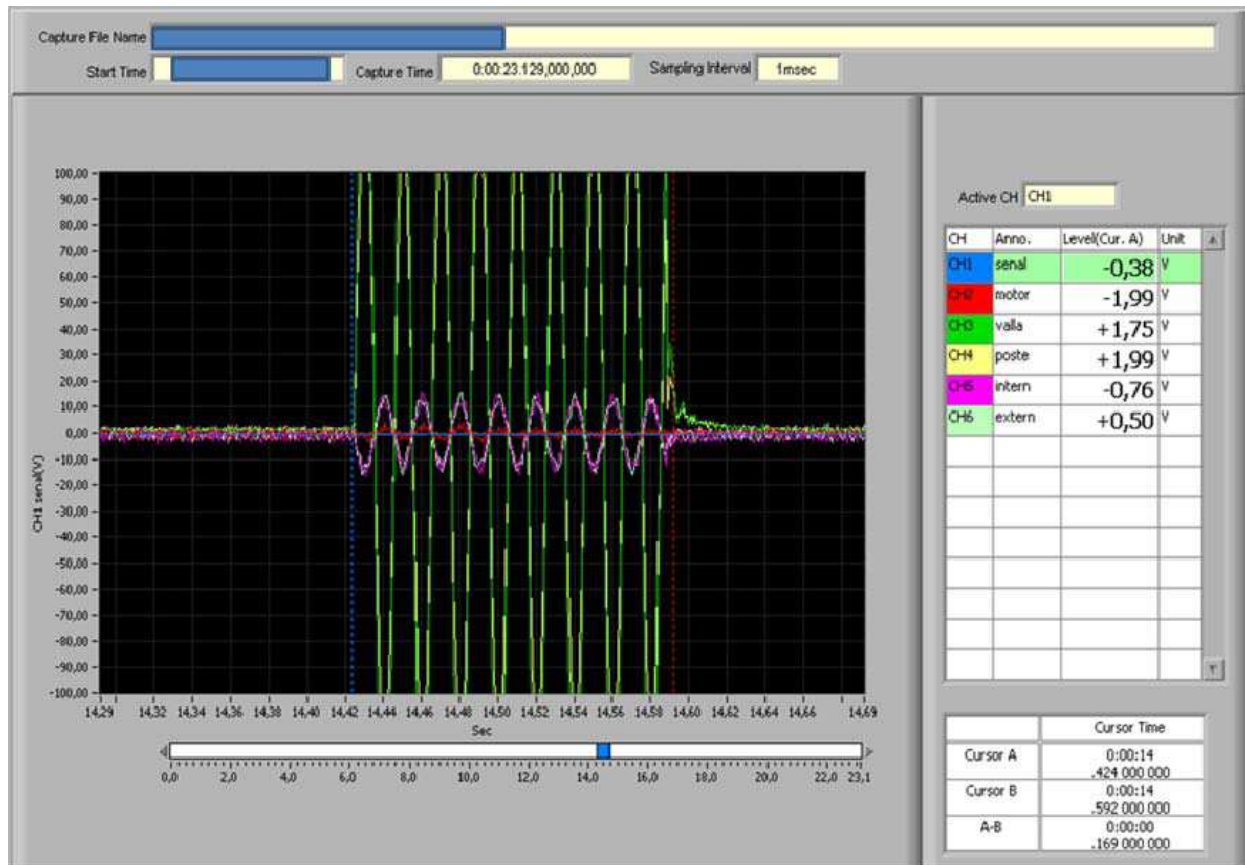 Capture File Name
Start Time Capture Time 0:00:23.129,000,000 Sampling Interval 1msec
Active CH CH1
CH Anno. Level(Cur. A) Unit
CH1 senal -0,38 V
CH2 motor -1,99 V
CH3 valla +1,75 V
CH4 poste +1,99 V
CH5 intern -0,76 V
CH6 extern +0,50 V
100,00
90,00
80,00
70,00
60,00
50,00
40,00
30,00
20,00
10,00
0,00
-10,00
-20,00
-30,00
-40,00
-50,00
-60,00
-70,00
-80,00
-90,00
-100,00
CH1 senal(V)
14,29 14,32 14,34 14,36 14,38 14,40 14,42 14,44 14,46 14,48 14,50 14,52 14,54 14,56 14,58 14,60 14,62 14,64 14,66 14,69
Sec
0,0 2,0 4,0 6,0 8,0 10,0 12,0 14,0 16,0 18,0 20,0 22,0 23,1
Cursor Time
Cursor A 0:00:14
.424 000 000
Cursor B 0:00:14
.592 000 000
A-B 0:00:00
.169 000 000